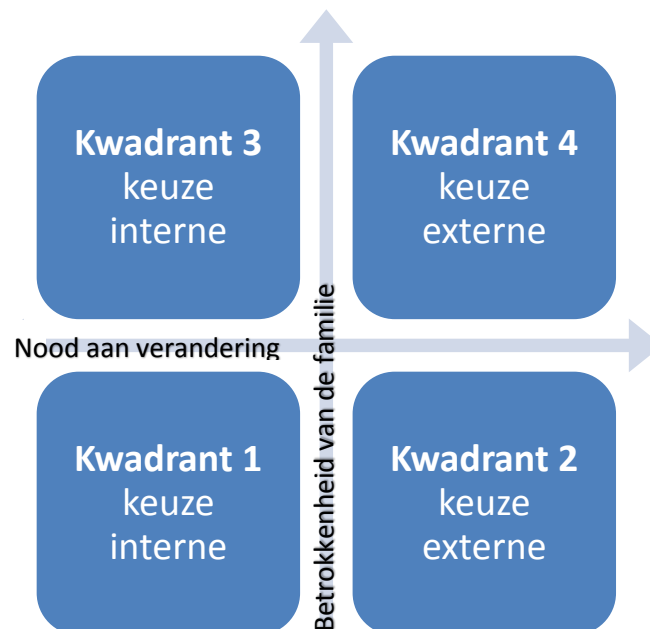 Kwadrant 3
keuze
interne
Kwadrant 4
keuze
externe
Nood aan verandering
Betrokkenheid van de familie
Kwadrant 1
keuze
interne
Kwadrant 2
keuze
externe